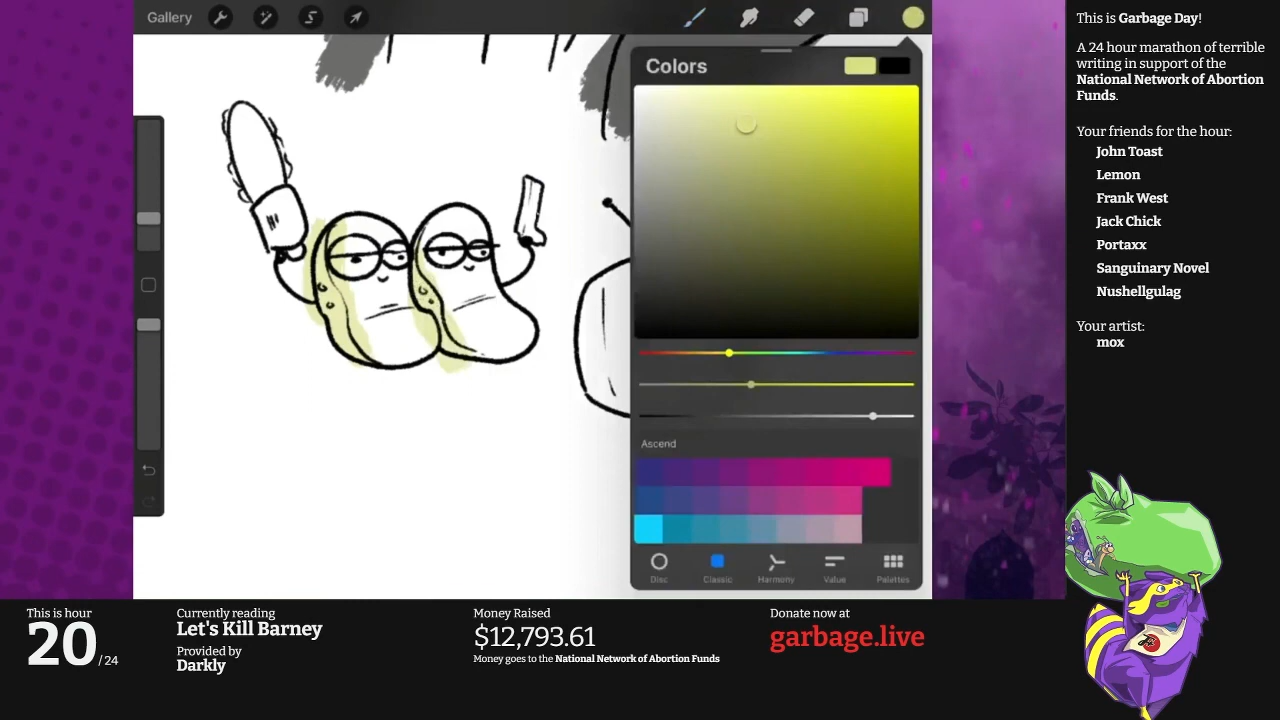 Gallery
Colors
Ascend
Disc
Classic
Harmony
Value
Palettes
This is Garbage Day!
A 24 hour marathon of terrible
writing in support of the
National Network of Abortion
Funds.
Your friends for the hour:
John Toast
Lemon
Frank West
Jack Chick
Portaxx
Sanguinary Novel
Nushellgulag
Your artist:
mox
This is hour
20 / 24
Currently reading
Let's Kill Barney
Provided by
Darkly
Money Raised
$12,793.61
Money goes to the National Network of Abortion Funds
Donate now at
garbage.live